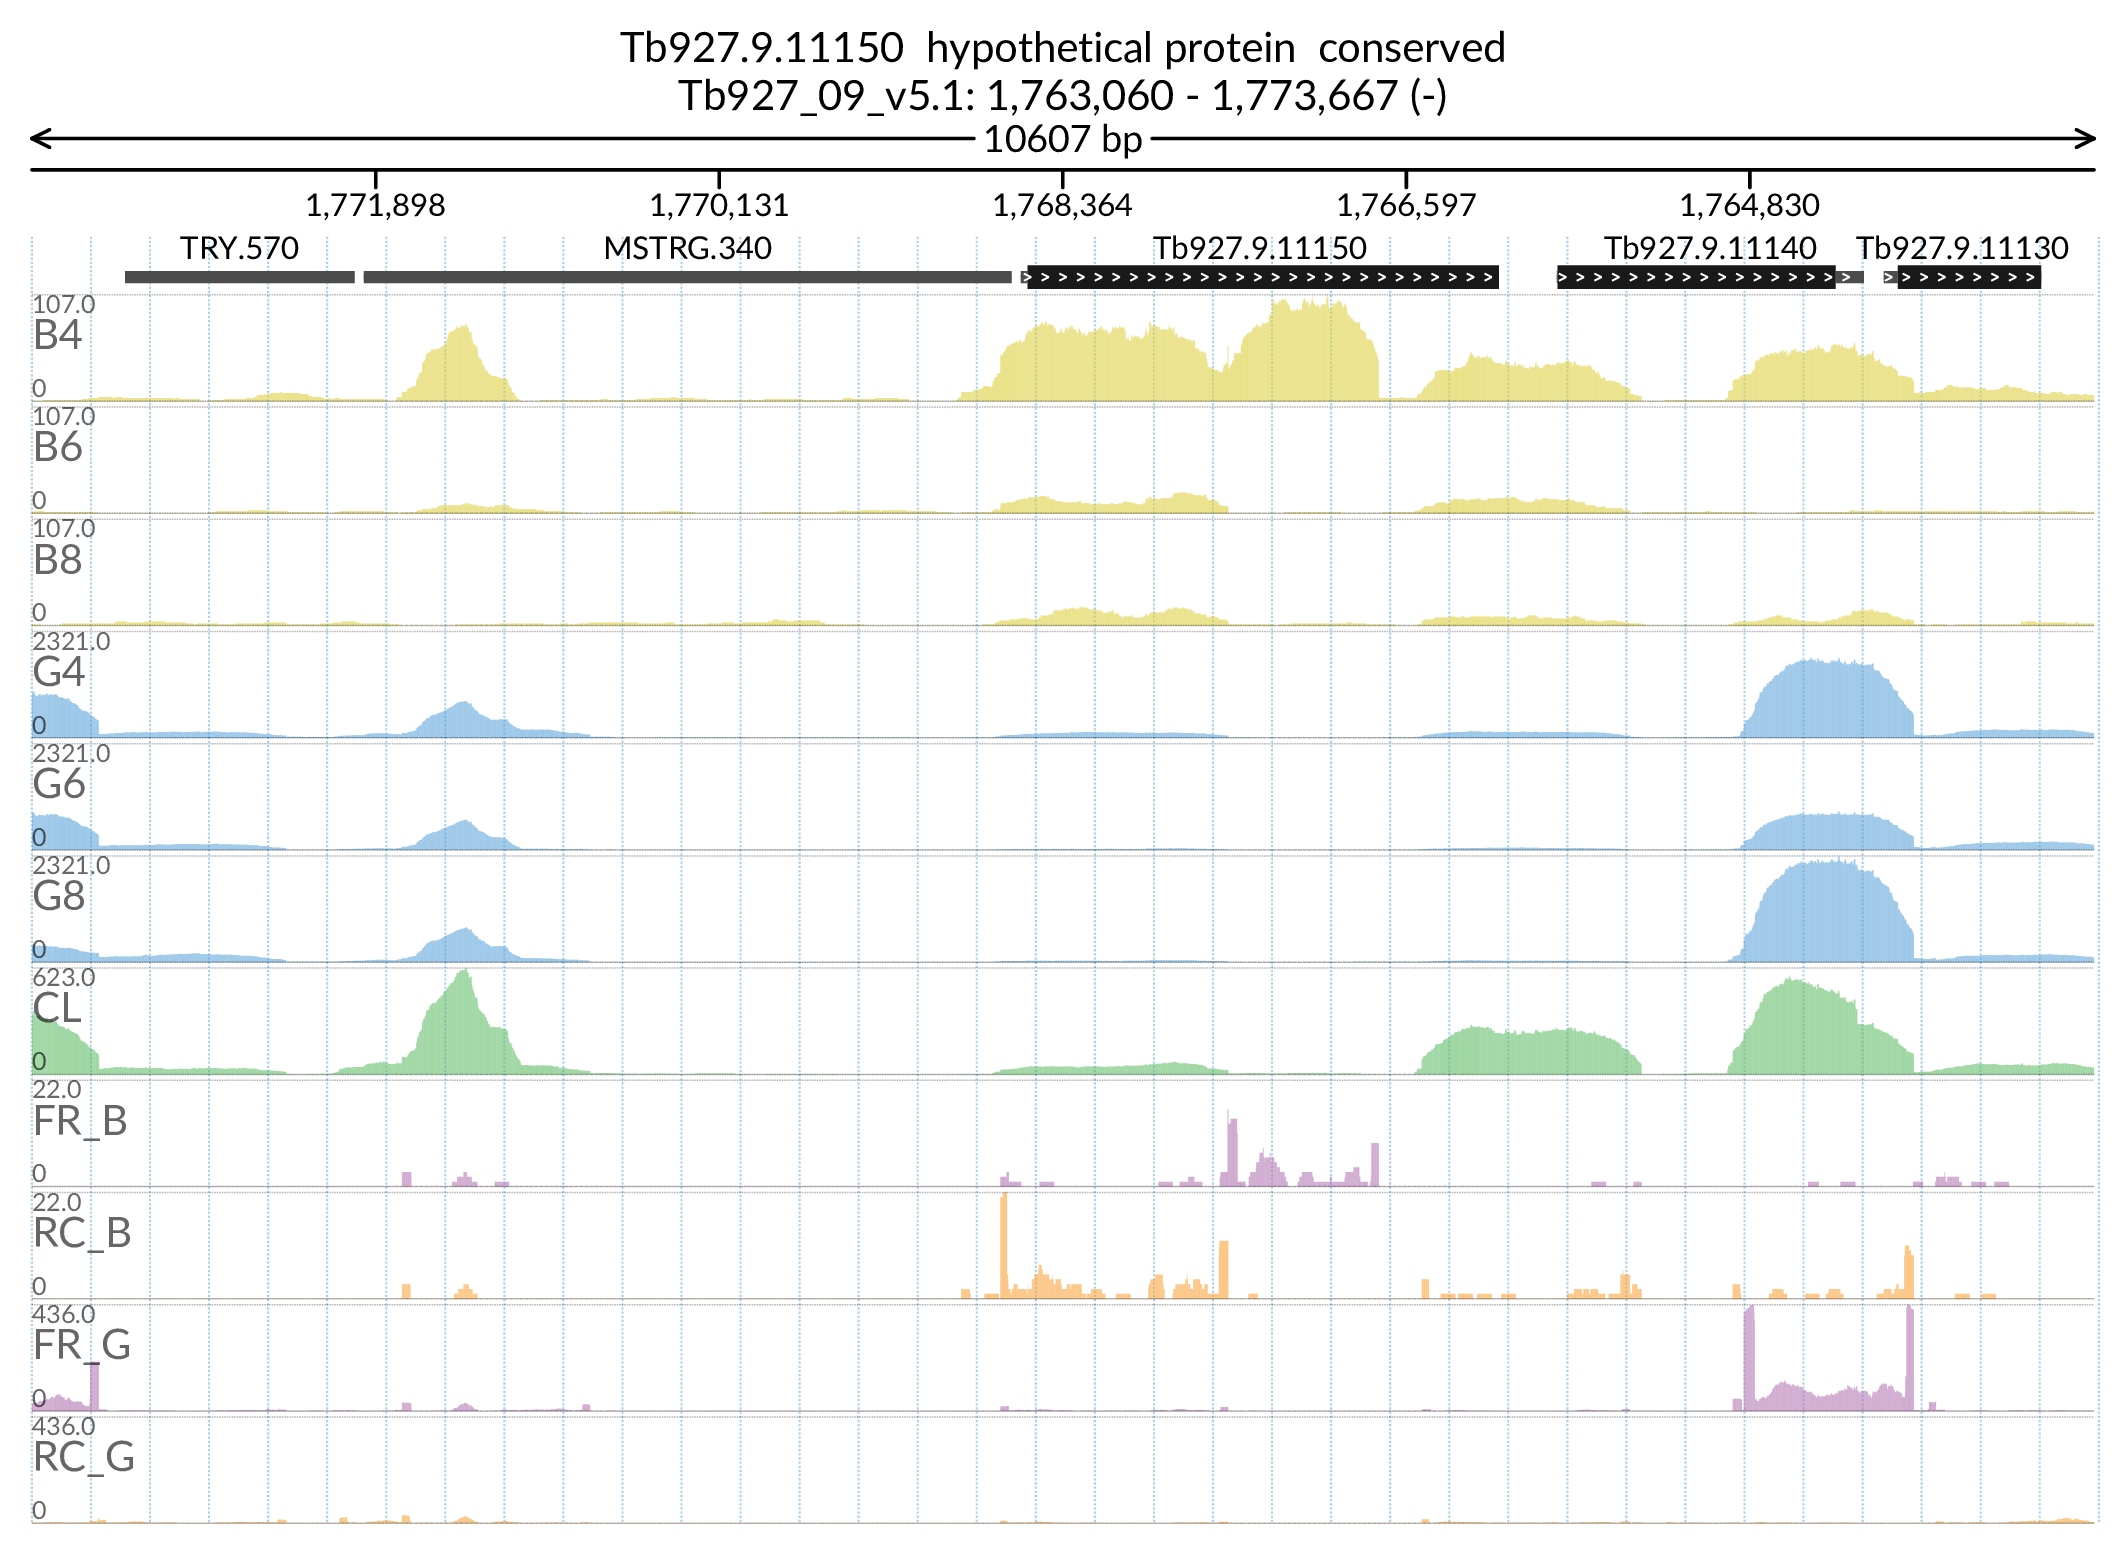 Tb927.9.11150 hypothetical protein conserved
Tb927_09_v5.1: 1,763,060 - 1,773,667 (-)
10607 bp
1,771,898 1,770,131 1,768,364 1,766,597 1,764,830
TRY.570 MSTRG.340 Tb927.9.11150 Tb927.9.11140 Tb927.9.11130
107.0
B4
0
107.0
B6
0
107.0
B8
0
2321.0
G4
0
2321.0
G6
0
2321.0
G8
0
623.0
CL
0
22.0
FR_B
0
22.0
RC_B
0
436.0
FR_G
0
436.0
RC_G
0